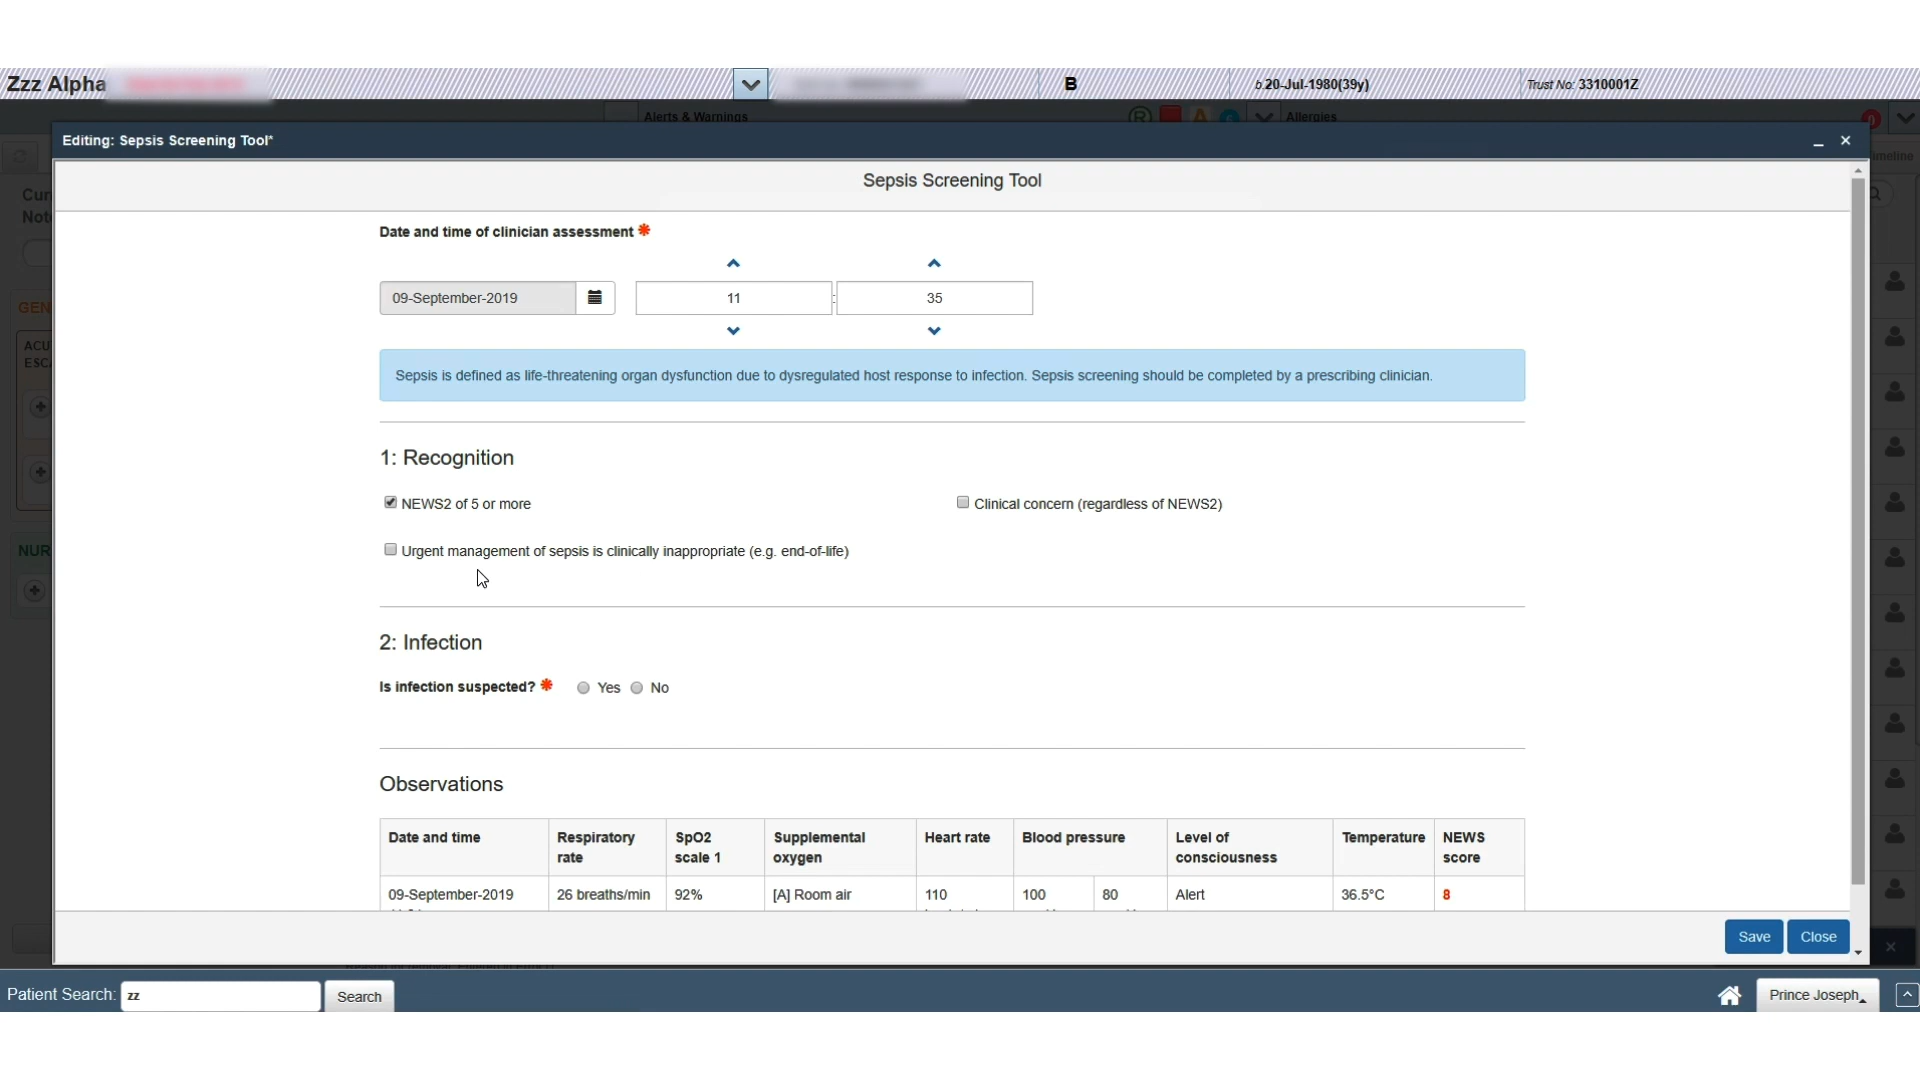 Zzz Alpha
B
b.20-Jul-1980(39y)
Trust No: 3310001Z
Alerts & Warnings
Allergies
Editing: Sepsis Screening Tool*
Sepsis Screening Tool
Date and time of clinician assessment *
09-September-2019
11 : 35
Sepsis is defined as life-threatening organ dysfunction due to dysregulated host response to infection. Sepsis screening should be completed by a prescribing clinician.
1: Recognition
NEWS2 of 5 or more
Clinical concern (regardless of NEWS2)
Urgent management of sepsis is clinically inappropriate (e.g. end-of-life)
2: Infection
Is infection suspected? * Yes No
Observations
Date and time
Respiratory
rate
SpO2
scale 1
Supplemental
oxygen
Heart rate
Blood pressure
Level of
consciousness
Temperature
NEWS
score
09-September-2019
26 breaths/min
92%
[A] Room air
110
100
80
Alert
36.5°C
8
Save
Close
Patient Search: zz
Search
Prince Joseph